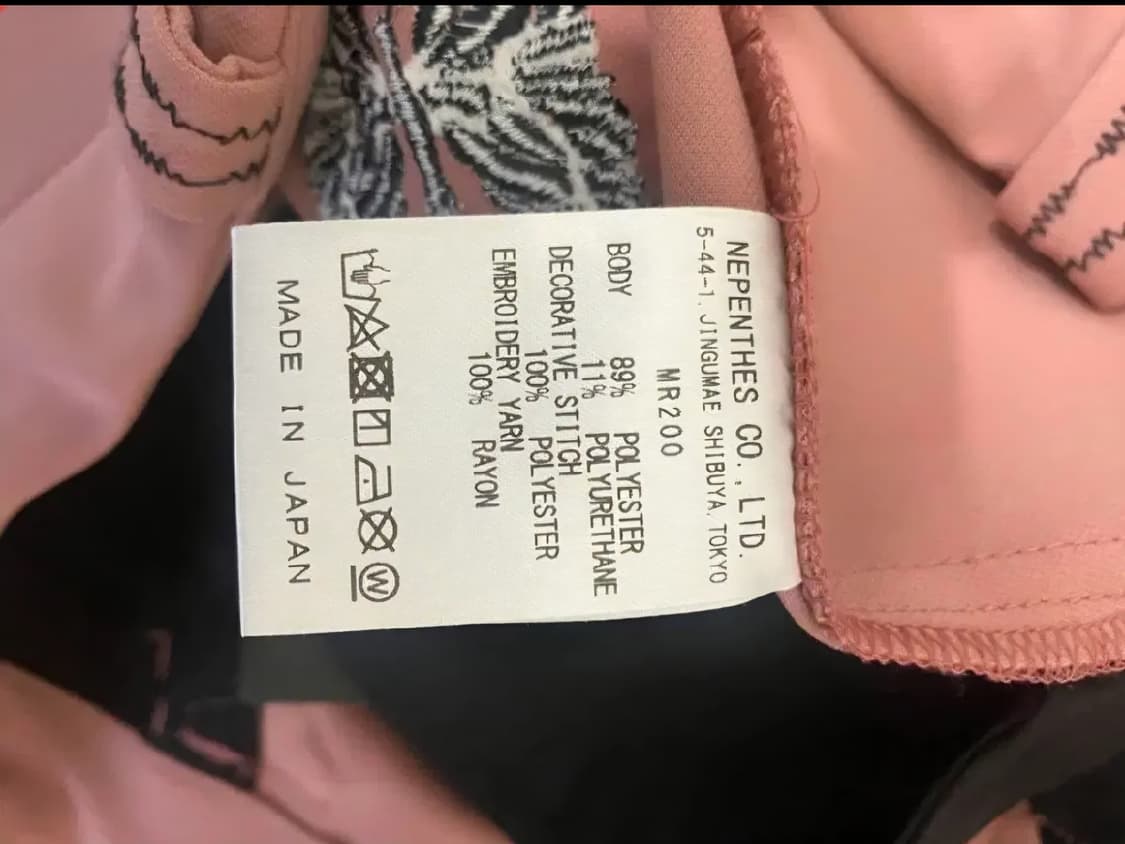 NEPENTHES CO., LTD.
5-44-1, JINGUMAE SHIBUYA, TOKYO
MR200
BODY 89% POLYESTER
11% POLYURETHANE
DECORATIVE STITCH
100% POLYESTER
EMBROIDERY YARN
100% RAYON
W
MADE IN JAPAN